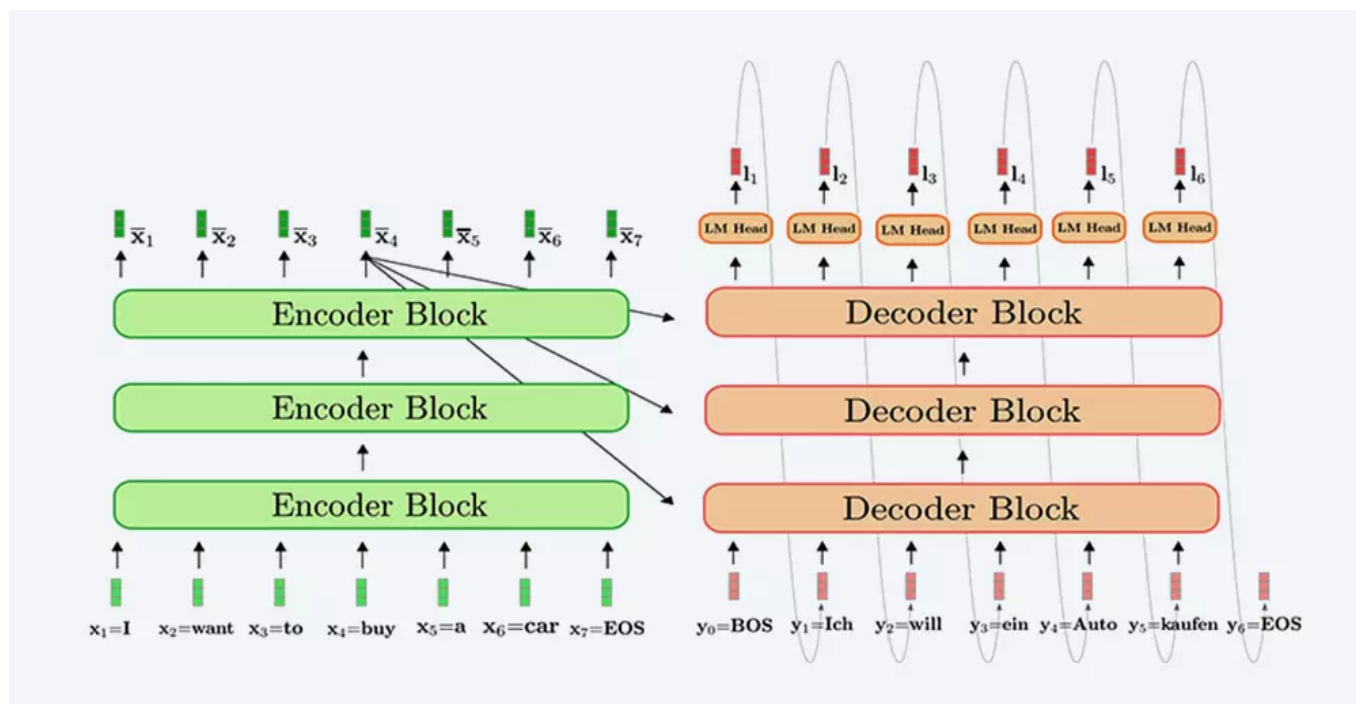 l₁ l₂ l₃ l₄ l₅ l₆
LM Head LM Head LM Head LM Head LM Head LM Head
x̅₁ x̅₂ x̅₃ x̅₄ x̅₅ x̅₆ x̅₇
Encoder Block
Decoder Block
Encoder Block
Decoder Block
Encoder Block
Decoder Block
x₁=I x₂=want x₃=to x₄=buy x₅=a x₆=car x₇=EOS
y₀=BOS y₁=Ich y₂=will y₃=ein y₄=Auto y₅=kaufen y₆=EOS